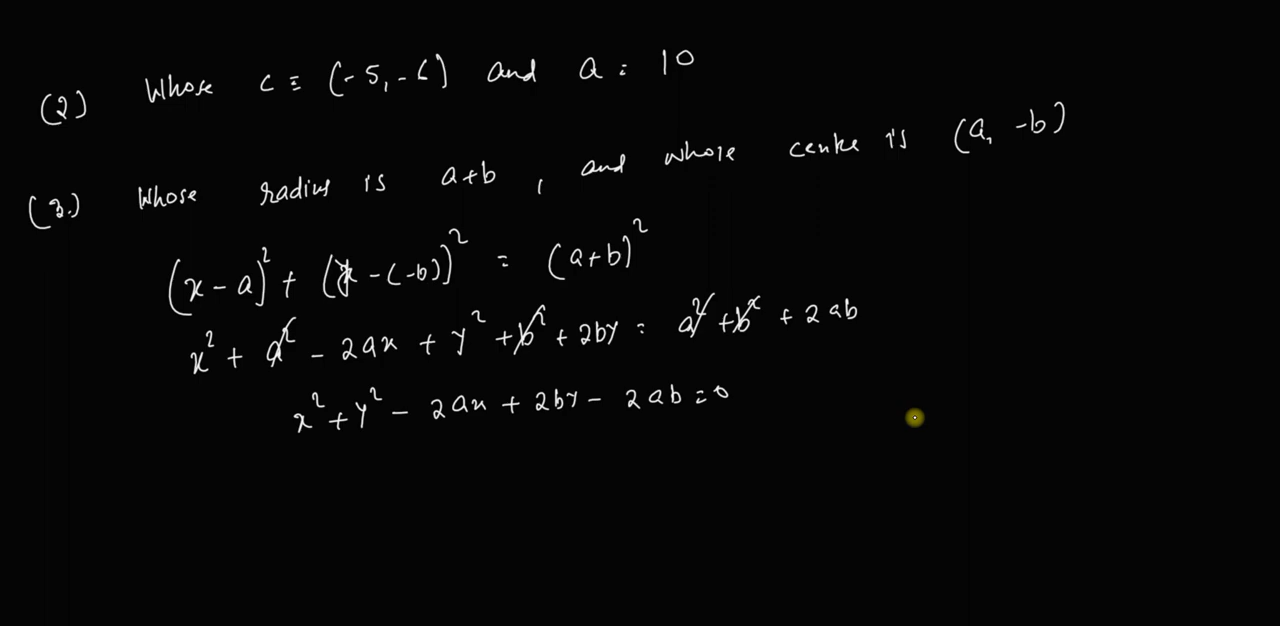 (2) Whose c ≡ (-5, -6) and a = 10
(3.) Whose radius is a+b, and whose centre is (a, -b)
(x - a)² + (y - (-b))² = (a+b)²
x² + a² - 2ax + y² + b² + 2by = a² + b² + 2ab
x² + y² - 2ax + 2by - 2ab = 0